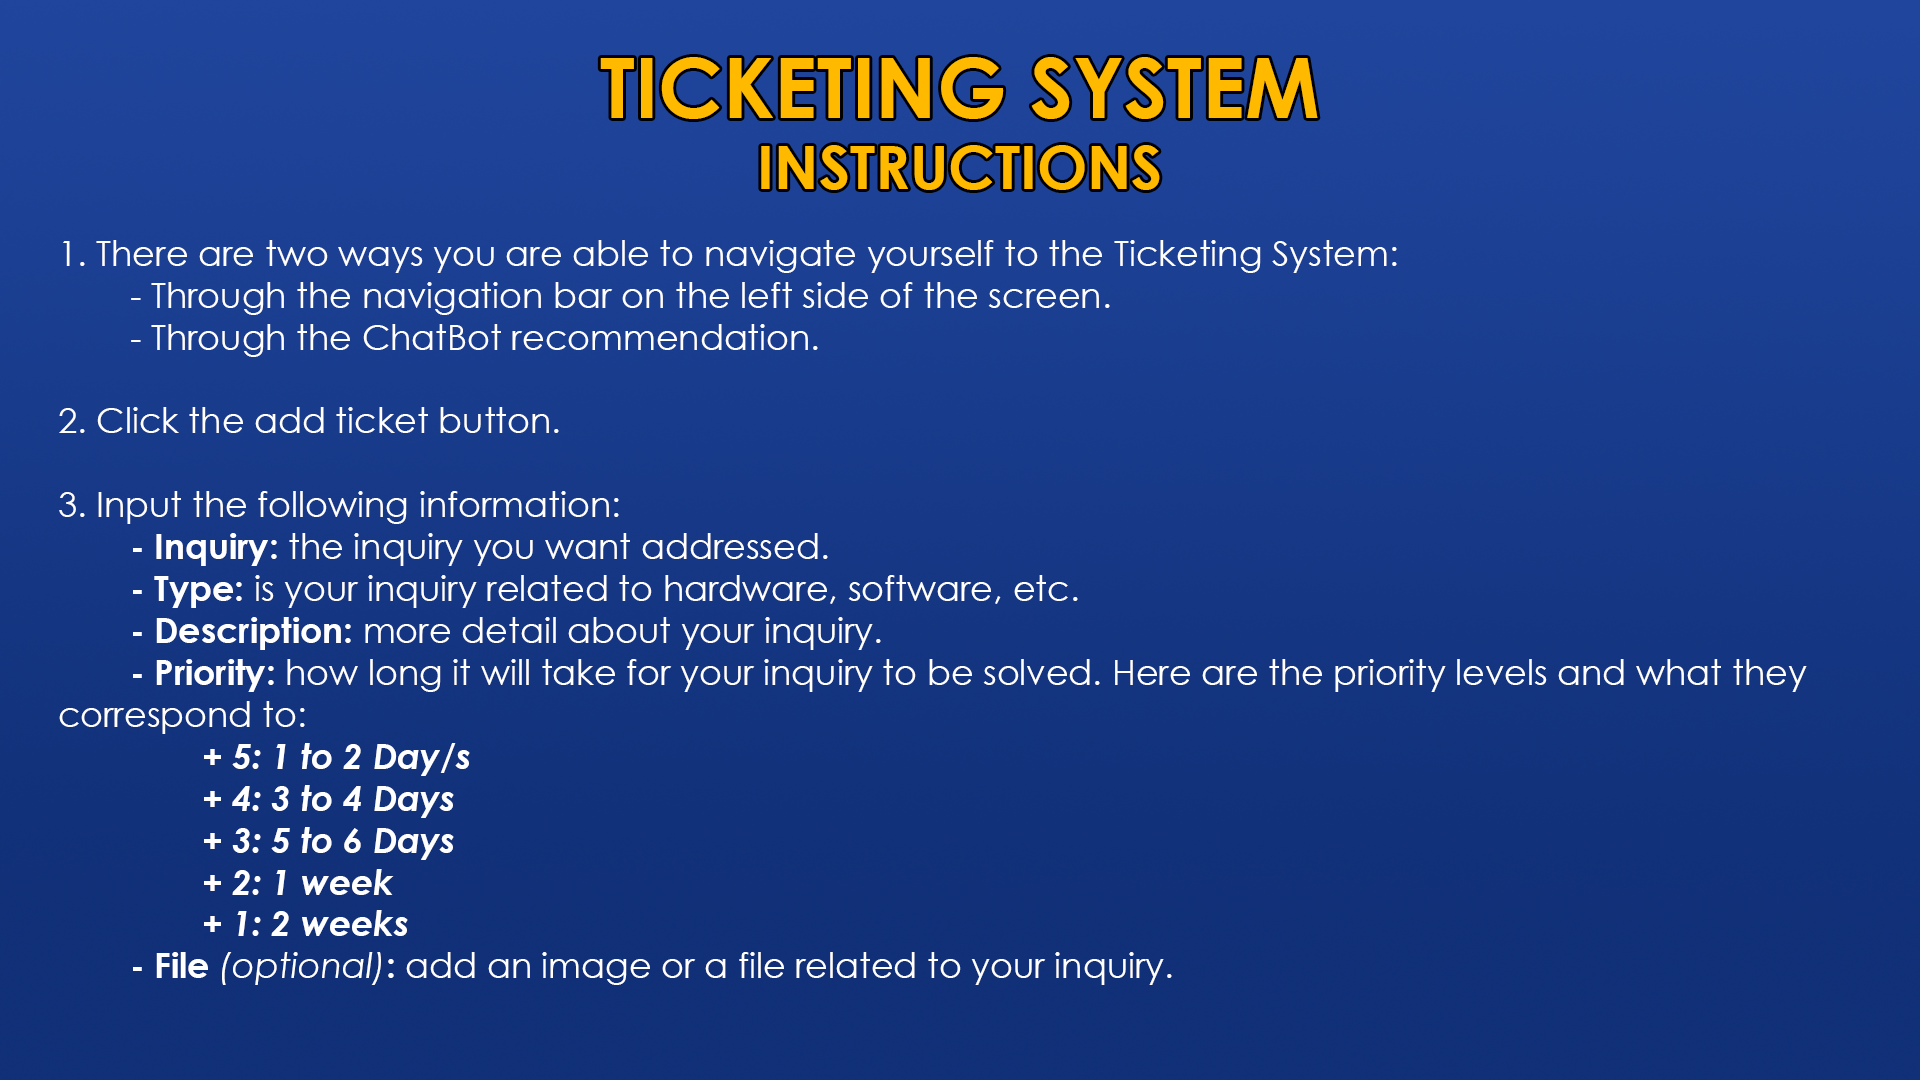 TICKETING SYSTEM
INSTRUCTIONS
1. There are two ways you are able to navigate yourself to the Ticketing System:
- Through the navigation bar on the left side of the screen.
- Through the ChatBot recommendation.
2. Click the add ticket button.
3. Input the following information:
- Inquiry: the inquiry you want addressed.
- Type: is your inquiry related to hardware, software, etc.
- Description: more detail about your inquiry.
- Priority: how long it will take for your inquiry to be solved. Here are the priority levels and what they
correspond to:
+ 5: 1 to 2 Day/s
+ 4: 3 to 4 Days
+ 3: 5 to 6 Days
+ 2: 1 week
+ 1: 2 weeks
- File (optional): add an image or a file related to your inquiry.